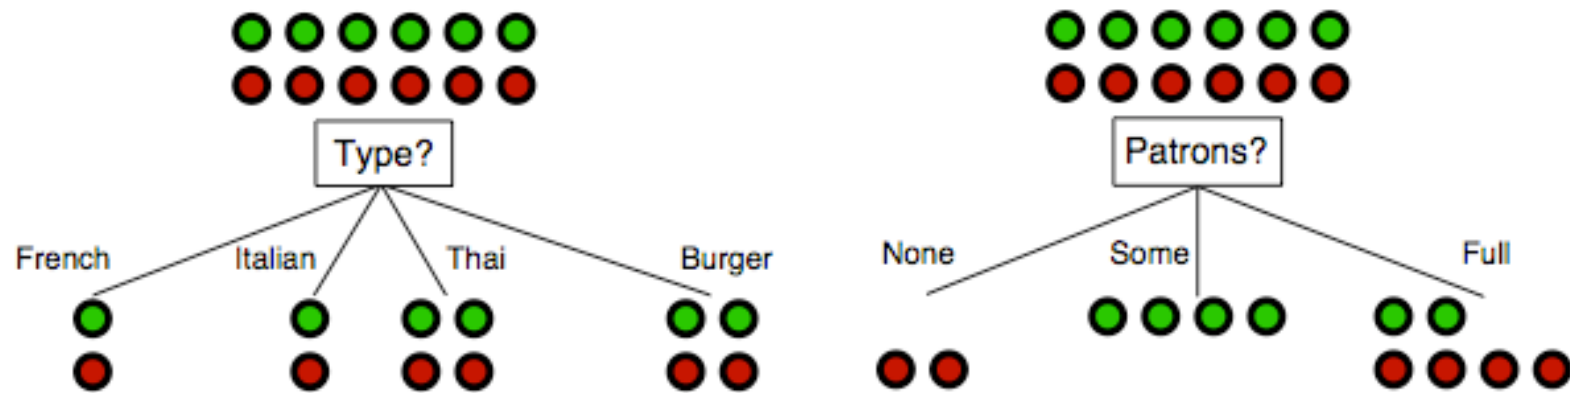 Type?
French
Italian
Thai
Burger
Patrons?
None
Some
Full